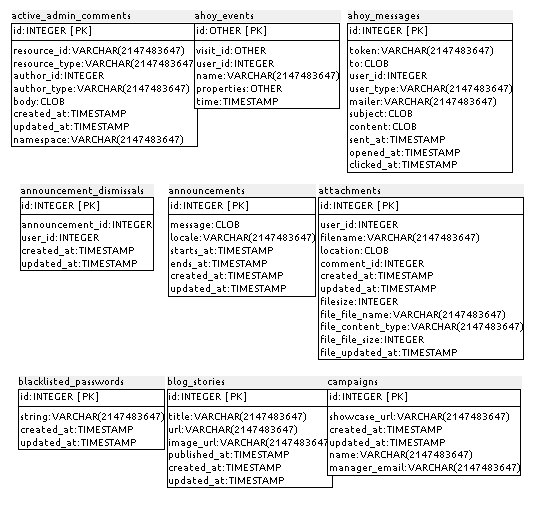 active_admin_comments
id:INTEGER [PK]
resource_id:VARCHAR(2147483647)
resource_type:VARCHAR(2147483647)
author_id:INTEGER
author_type:VARCHAR(2147483647)
body:CLOB
created_at:TIMESTAMP
updated_at:TIMESTAMP
namespace:VARCHAR(2147483647)
ahoy_events
id:OTHER [PK]
visit_id:OTHER
user_id:INTEGER
name:VARCHAR(2147483647)
properties:OTHER
time:TIMESTAMP
ahoy_messages
id:INTEGER [PK]
token:VARCHAR(2147483647)
to:CLOB
user_id:INTEGER
user_type:VARCHAR(2147483647)
mailer:VARCHAR(2147483647)
subject:CLOB
content:CLOB
sent_at:TIMESTAMP
opened_at:TIMESTAMP
clicked_at:TIMESTAMP
announcement_dismissals
id:INTEGER [PK]
announcement_id:INTEGER
user_id:INTEGER
created_at:TIMESTAMP
updated_at:TIMESTAMP
announcements
id:INTEGER [PK]
message:CLOB
locale:VARCHAR(2147483647)
starts_at:TIMESTAMP
ends_at:TIMESTAMP
created_at:TIMESTAMP
updated_at:TIMESTAMP
attachments
id:INTEGER [PK]
user_id:INTEGER
filename:VARCHAR(2147483647)
location:CLOB
comment_id:INTEGER
created_at:TIMESTAMP
updated_at:TIMESTAMP
filesize:INTEGER
file_file_name:VARCHAR(2147483647)
file_content_type:VARCHAR(2147483647)
file_file_size:INTEGER
file_updated_at:TIMESTAMP
blacklisted_passwords
id:INTEGER [PK]
string:VARCHAR(2147483647)
created_at:TIMESTAMP
updated_at:TIMESTAMP
blog_stories
id:INTEGER [PK]
title:VARCHAR(2147483647)
url:VARCHAR(2147483647)
image_url:VARCHAR(2147483647)
published_at:TIMESTAMP
created_at:TIMESTAMP
updated_at:TIMESTAMP
campaigns
id:INTEGER [PK]
showcase_url:VARCHAR(2147483647)
created_at:TIMESTAMP
updated_at:TIMESTAMP
name:VARCHAR(2147483647)
manager_email:VARCHAR(2147483647)